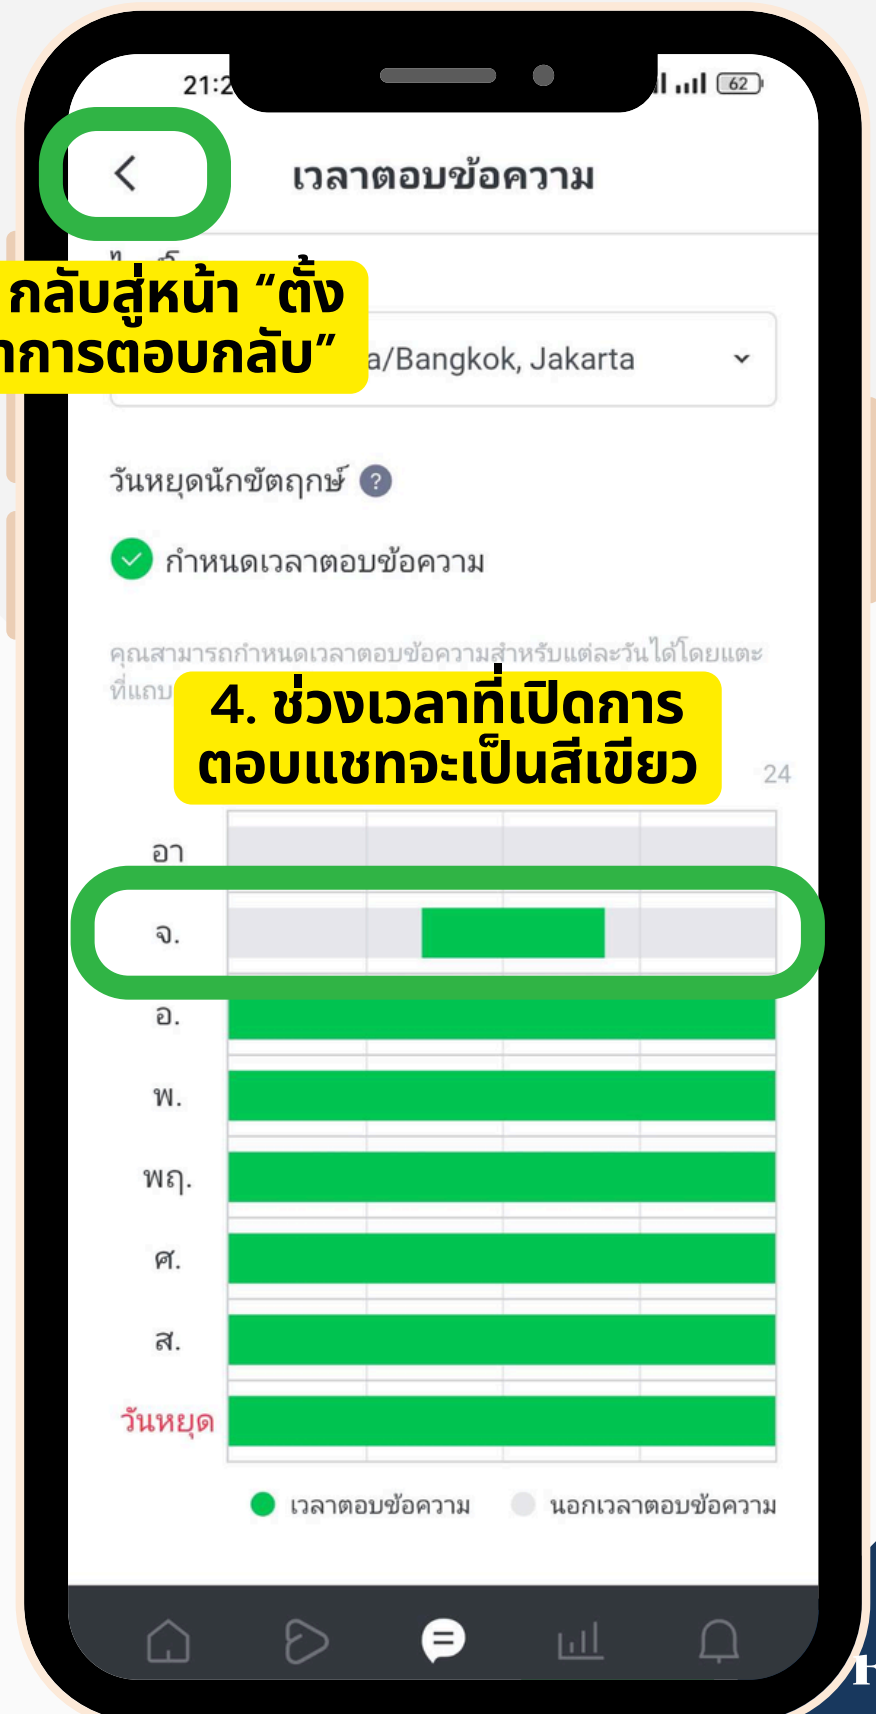 62
เวลาตอบข้อความ
กลับสู่หน้า “ตั้ง
การตอบกลับ”
/Bangkok, Jakarta
วันหยุดนักขัตฤกษ์ ?
กำหนดเวลาตอบข้อความ
คุณสามารถกำหนดเวลาตอบข้อความสำหรับแต่ละวันได้โดยแตะ
ที่แถบ
4. ช่วงเวลาที่เปิดการ
ตอบแชทจะเป็นสีเขียว
24
อา
จ.
อ.
พ.
พฤ.
ศ.
ส.
วันหยุด
เวลาตอบข้อความ นอกเวลาตอบข้อความ